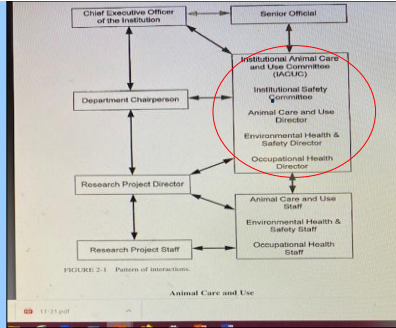 Chief Executive Officer
of the Institution
Senior Official
Institutional Animal Care
and Use Committee
(IACUC)
Institutional Safety
Committee
Animal Care and Use
Director
Environmental Health &
Safety Director
Occupational Health
Director
Department Chairperson
Research Project Director
Animal Care and Use
Staff
Environmental Health &
Safety Staff
Occupational Health
Staff
Research Project Staff
FIGURE 2-1 Pattern of interactions.
Animal Care and Use
11-21.pdf